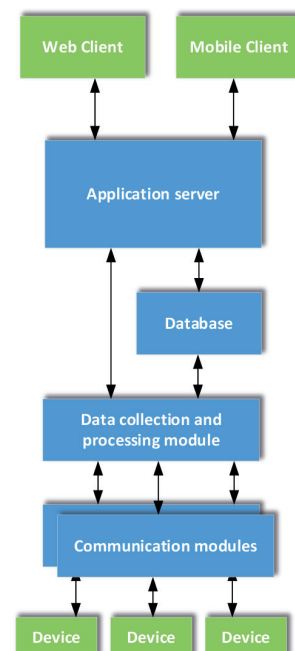 Web Client
Mobile Client
Application server
Database
Data collection and
processing module
Communication modules
Device
Device
Device